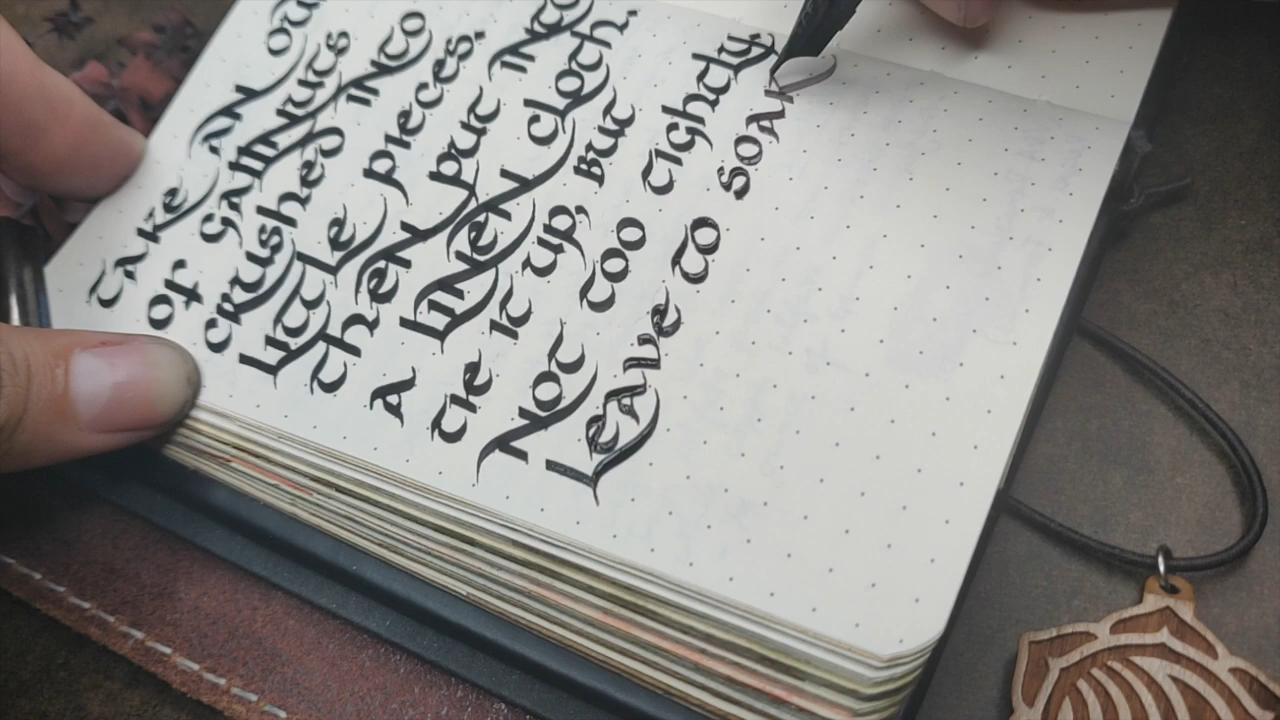 Take an ou
of gallnuts
crushed into
little pieces.
then put into
a linen cloth.
tie it up, but
not too tightly.
Leave to soak